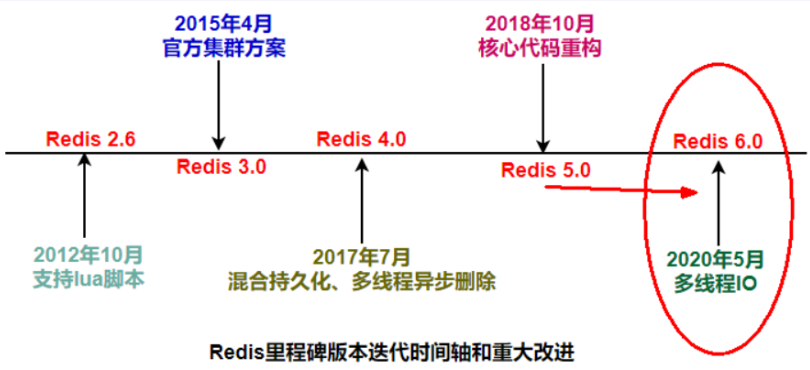 2015年4月
官方集群方案
2018年10月
核心代码重构
Redis 2.6
Redis 3.0
Redis 4.0
Redis 5.0
Redis 6.0
2012年10月
支持lua脚本
2017年7月
混合持久化、多线程异步删除
2020年5月
多线程IO
Redis里程碑版本迭代时间轴和重大改进